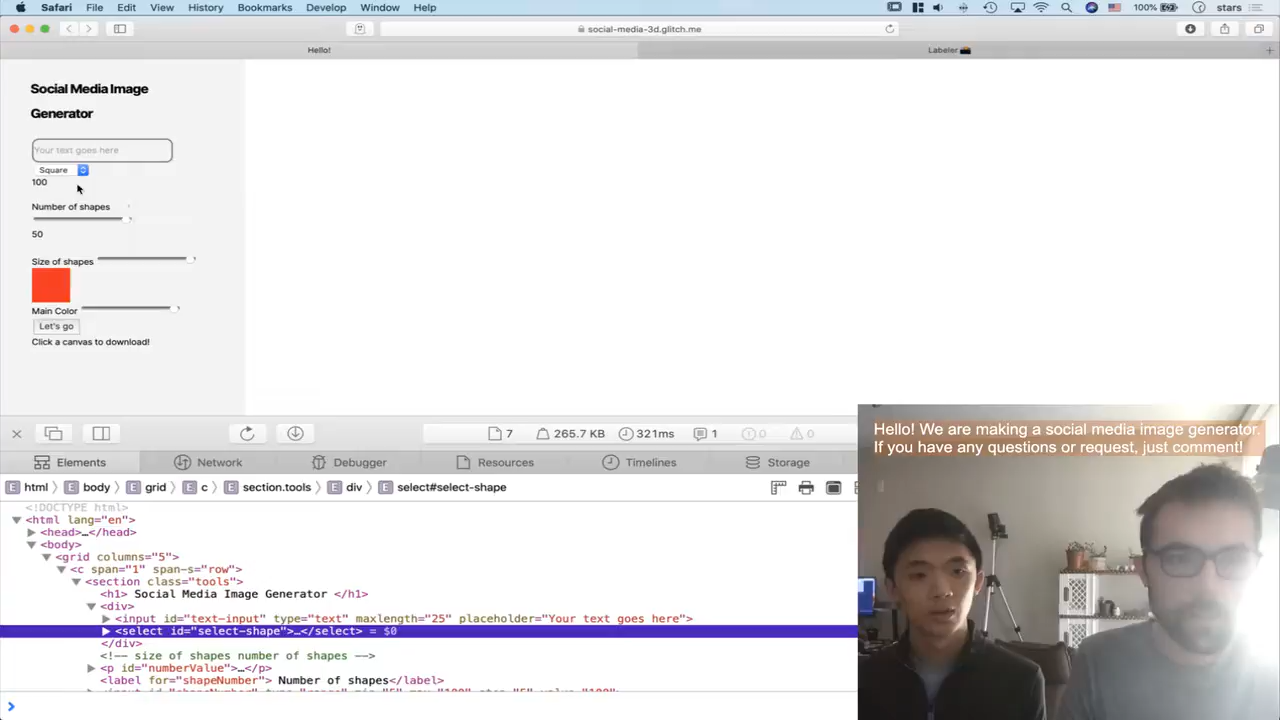 Safari File Edit View History Bookmarks Develop Window Help 100% stars
social-media-3d.glitch.me
Hello! Labeler
Social Media Image
Generator
Your text goes here
Square
100
Number of shapes
50
Size of shapes
Main Color
Let's go
Click a canvas to download!
7 265.7 KB 321ms 1 0 0
Elements Network Debugger Resources Timelines Storage
E html E body E grid E c E section.tools E div E select#select-shape
<!DOCTYPE html>
<html lang="en">
<head>…</head>
<body>
<grid columns="5">
<c span="1" span-s="row">
<section class="tools">
<h1> Social Media Image Generator </h1>
<div>
<input id="text-input" type="text" maxlength="25" placeholder="Your text goes here">
<select id="select-shape">…</select> = $0
</div>
<!-- size of shapes number of shapes -->
<p id="numberValue">…</p>
<label for="shapeNumber"> Number of shapes</label>
Hello! We are making a social media image generator.
If you have any questions or request, just comment!